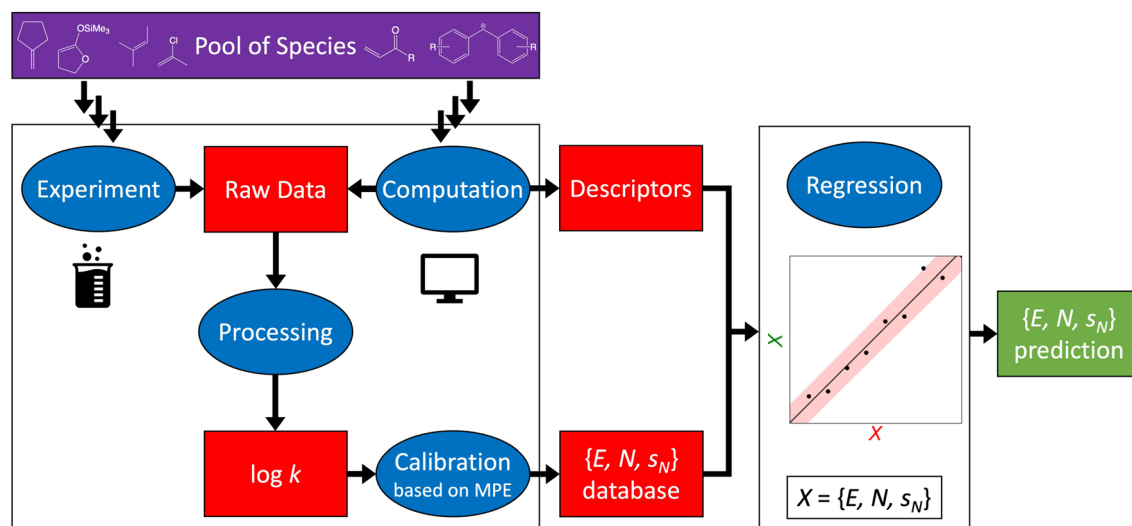 OSiMe3
Cl
Pool of Species
O
R
R
⊕
R
Experiment
Raw Data
Computation
Descriptors
Regression
Processing
X
X
{E, N, sN}
prediction
log k
Calibration
based on MPE
{E, N, sN}
database
X = {E, N, sN}
O